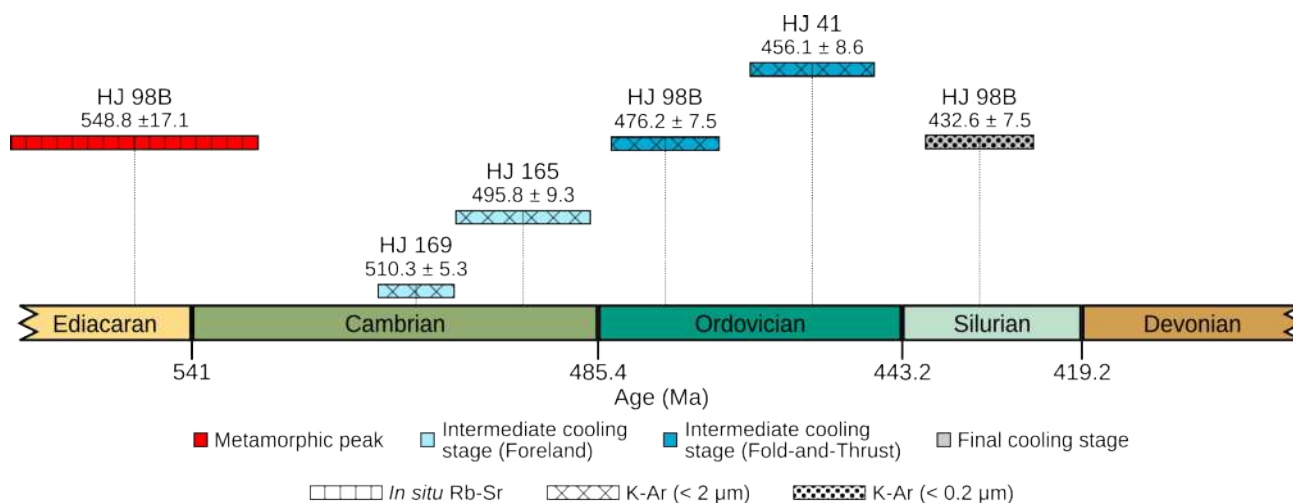 HJ 41
456.1 ± 8.6
HJ 98B
548.8 ±17.1
HJ 98B
476.2 ± 7.5
HJ 98B
432.6 ± 7.5
HJ 165
495.8 ± 9.3
HJ 169
510.3 ± 5.3
Ediacaran
Cambrian
Ordovician
Silurian
Devonian
541
485.4
443.2
419.2
Age (Ma)
Metamorphic peak
Intermediate cooling
stage (Foreland)
Intermediate cooling
stage (Fold-and-Thrust)
Final cooling stage
In situ Rb-Sr
K-Ar (< 2 μm)
K-Ar (< 0.2 μm)